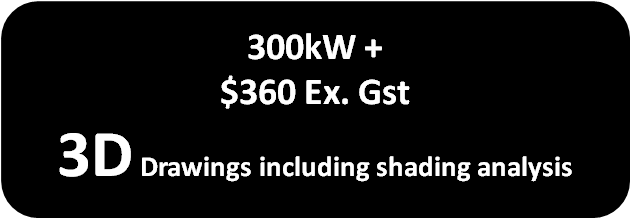 300kW +
$360 Ex. Gst
3D Drawings including shading analysis